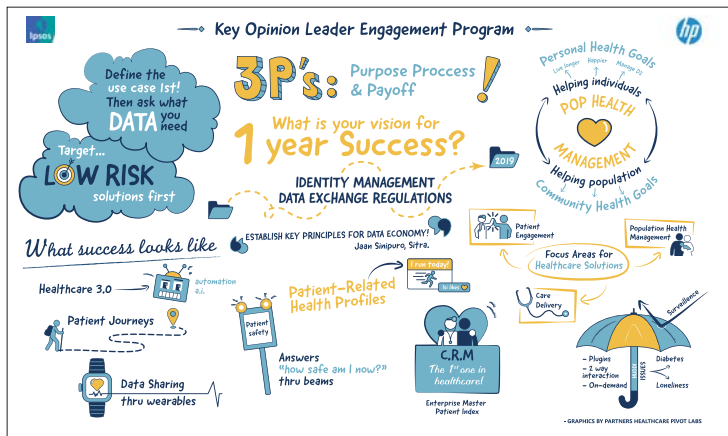 Ipsos
Key Opinion Leader Engagement Program
hp
Define the
use case 1st!
Then ask what
DATA you
need
Target...
LOW RISK
solutions first
3P's:
Purpose Proccess
& Payoff
!
What is your vision for
1 year Success?
2019
IDENTITY MANAGEMENT
DATA EXCHANGE REGULATIONS
“ESTABLISH KEY PRINCIPLES FOR DATA ECONOMY!”
Jaan Sinipuro, Sitra.
Personal Health Goals
Live longer
Happier
Manage DS
Helping individuals
POP HEALTH
MANAGEMENT
Helping population
Community Health Goals
What success looks like
Healthcare 3.0
automation
a.i.
Patient Journeys
Data Sharing
thru wearables
Patient
safety
Answers
“how safe am I now?”
thru beams
Patient-Related
Health Profiles
I run today!
10 likes
C.R.M
The 1st one in
healthcare!
Enterprise Master
Patient Index
Patient
Engagement
Population Health
Management
Focus Areas for
Healthcare Solutions
Care
Delivery
Surveillence
- Plugins
- 2 way
interaction
- On-demand
ISSUES
Diabetes
Loneliness
- GRAPHICS BY PARTNERS HEALTHCARE PIVOT LABS